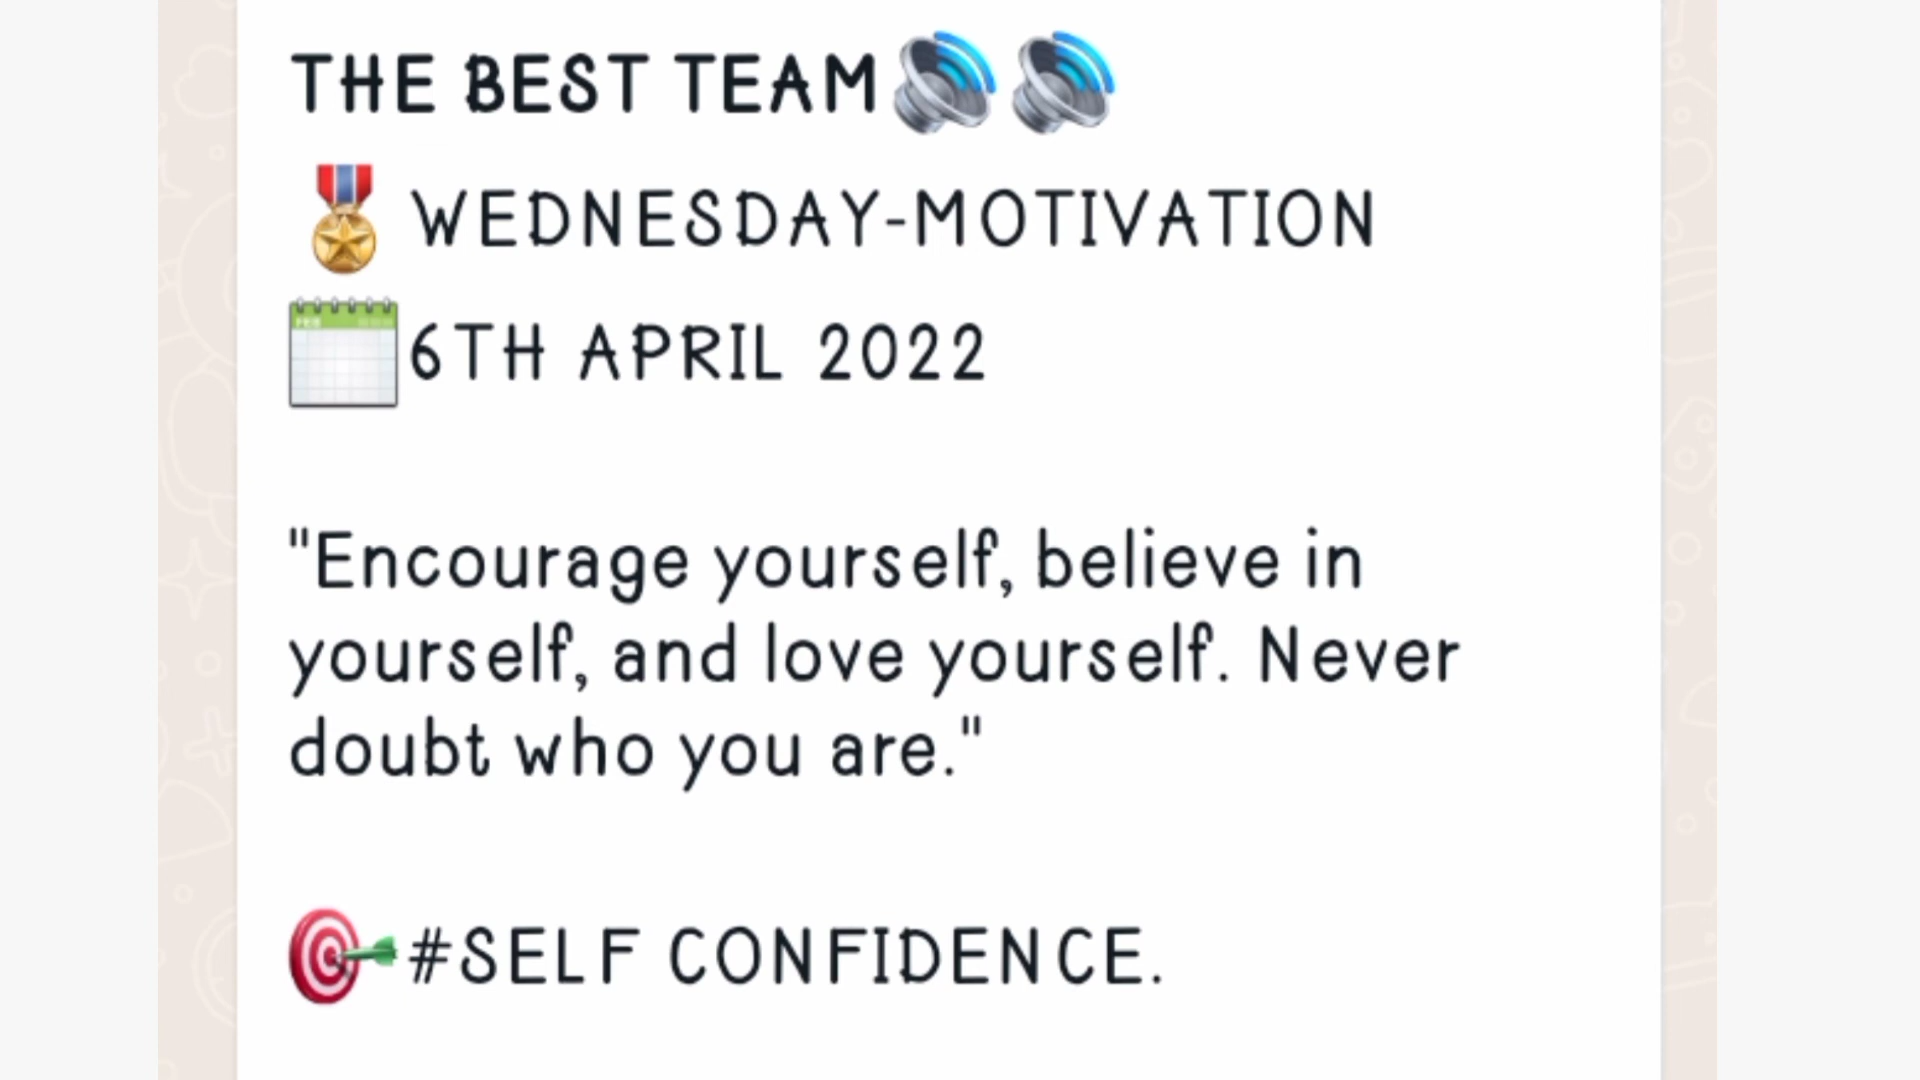 THE BEST TEAM🔊🔊
🎖️WEDNESDAY-MOTIVATION
🗓️6TH APRIL 2022
"Encourage yourself, believe in
yourself, and love yourself. Never
doubt who you are."
🎯#SELF CONFIDENCE.